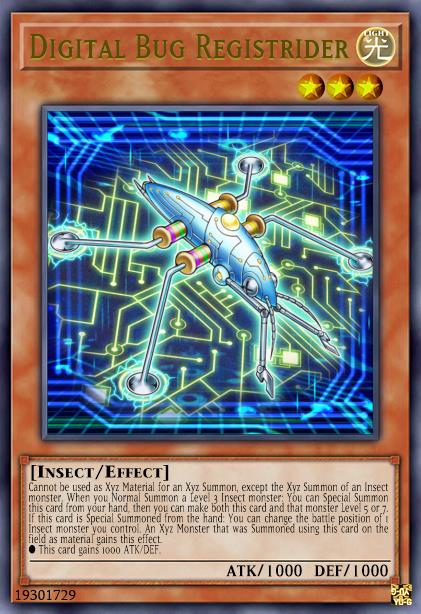 DIGITAL BUG REGISTRIDER
LIGHT
光
[INSECT/EFFECT]
Cannot be used as Xyz Material for an Xyz Summon, except the Xyz Summon of an Insect
monster. When you Normal Summon a Level 3 Insect monster: You can Special Summon
this card from your hand, then you can make both this card and that monster Level 5 or 7.
If this card is Special Summoned from the hand: You can change the battle position of 1
Insect monster you control. An Xyz Monster that was Summoned using this card on the
field as material gains this effect.
● This card gains 1000 ATK/DEF.
ATK/1000 DEF/1000
19301729